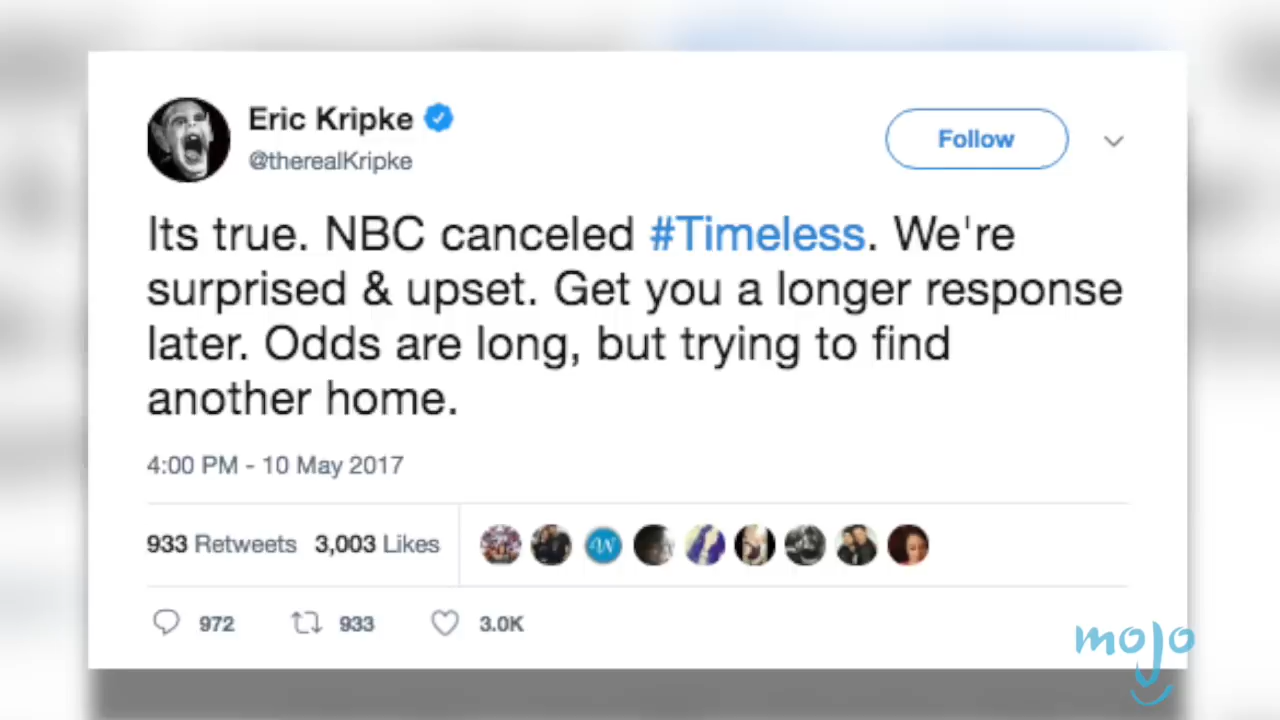 Eric Kripke
@therealKripke
Follow
Its true. NBC canceled #Timeless. We're
surprised & upset. Get you a longer response
later. Odds are long, but trying to find
another home.
4:00 PM - 10 May 2017
933 Retweets 3,003 Likes
W
972 933 3.0K
mojo